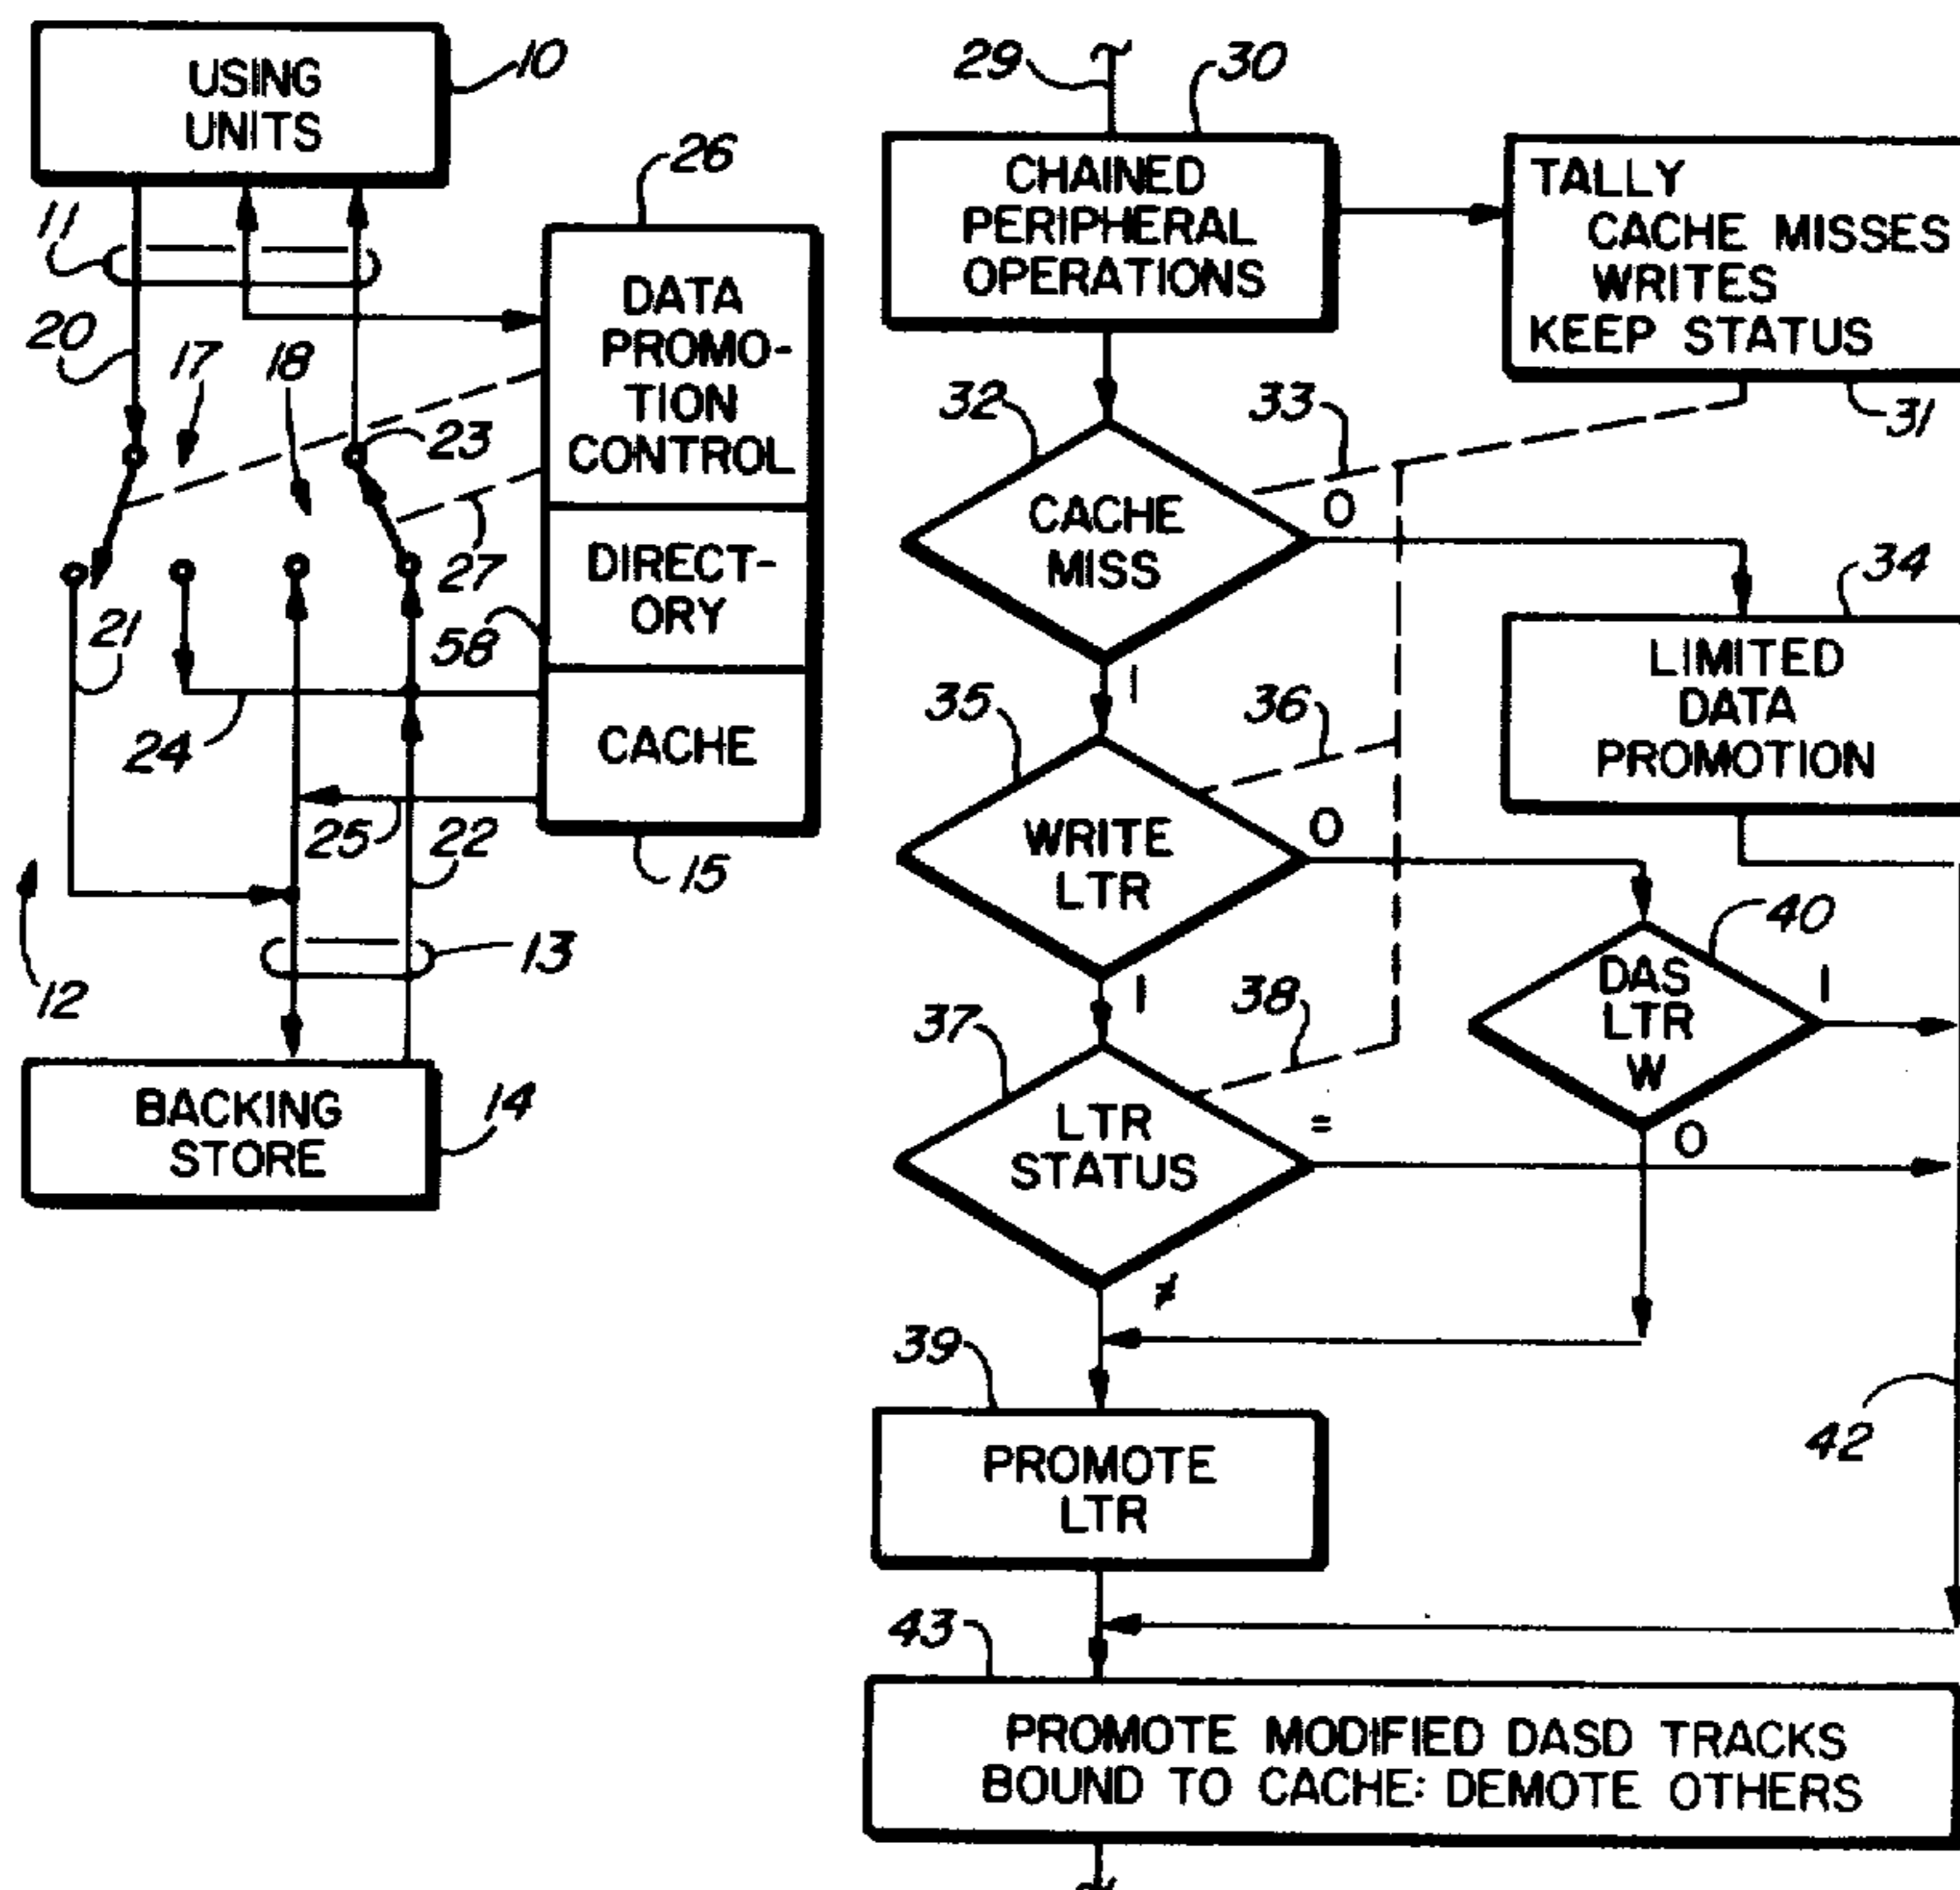 USING
UNITS
10
11
20
17
18
26
DATA
PROMO-
TION
CONTROL
23
27
DIRECT-
ORY
58
21
24
CACHE
25
22
15
12
13
BACKING
STORE
14
29
30
CHAINED
PERIPHERAL
OPERATIONS
TALLY
CACHE MISSES
WRITES
KEEP STATUS
31
32
33
CACHE
MISS
0
1
34
LIMITED
DATA
PROMOTION
35
36
WRITE
LTR
0
1
40
DAS
LTR
W
1
0
37
38
LTR
STATUS
=
≠
39
PROMOTE
LTR
42
43
PROMOTE MODIFIED DASD TRACKS
BOUND TO CACHE: DEMOTE OTHERS